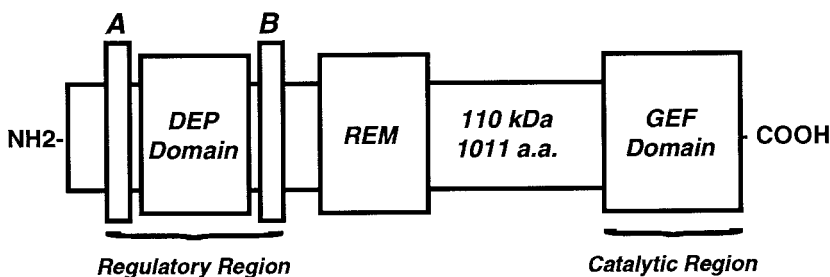 A
B
NH2-
DEP
Domain
REM
110 kDa
1011 a.a.
GEF
Domain
- COOH
Regulatory Region
Catalytic Region